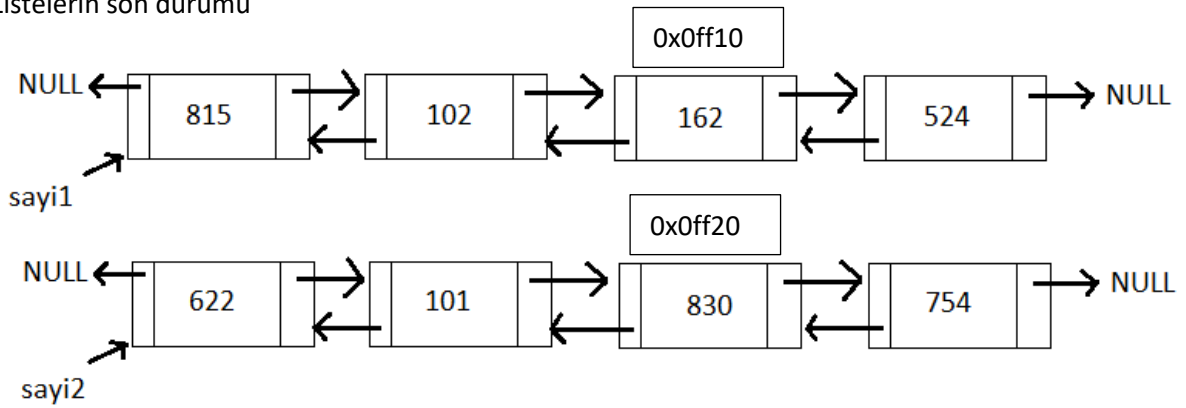 Listelerin son durumu
0x0ff10
NULL 815 102 162 524 NULL
sayi1
0x0ff20
NULL 622 101 830 754 NULL
sayi2